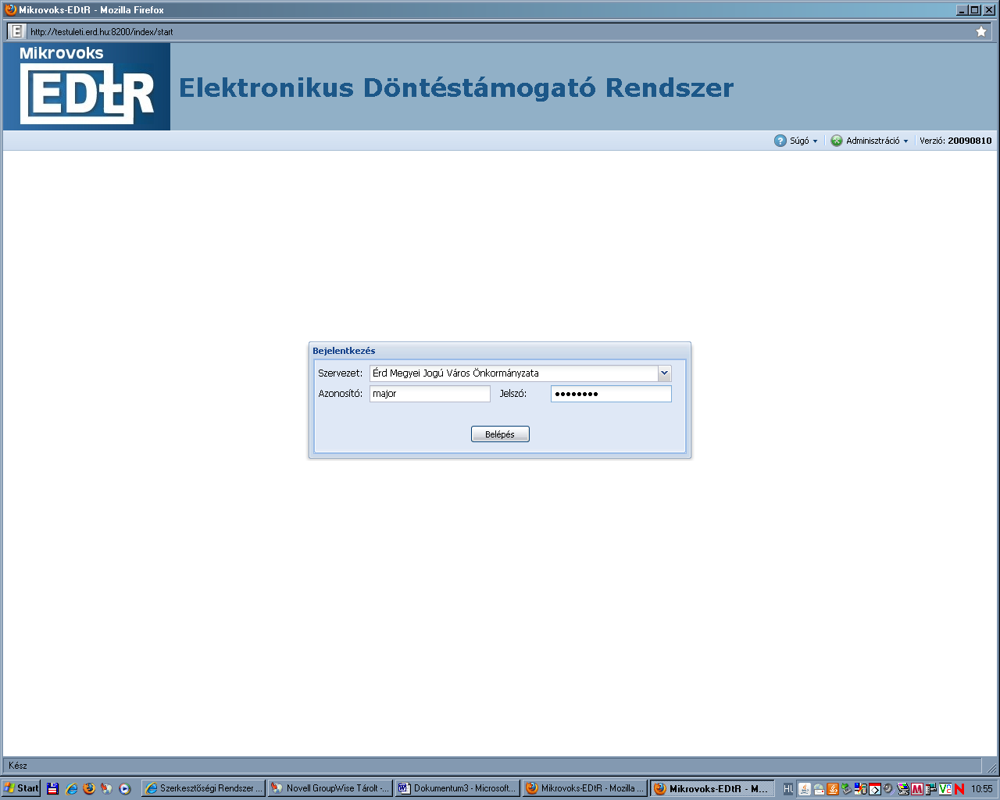 Mikrovoks-EDtR - Mozilla Firefox
E http://testuleti.erd.hu:8200/index/start
Mikrovoks
EDtR
Elektronikus Döntéstámogató Rendszer
? Súgó Adminisztráció Verzió: 20090810
Bejelentkezés
Szervezet: Érd Megyei Jogú Város Önkormányzata
Azonosító: major Jelszó: ●●●●●●●●
Belépés
Kész
Start Szerkesztőségi Rendszer ... Novell GroupWise Tárolt -... Dokumentum3 - Microsoft... Mikrovoks-EDtR - Mozilla ... Mikrovoks-EDtR - M... HU 10:55